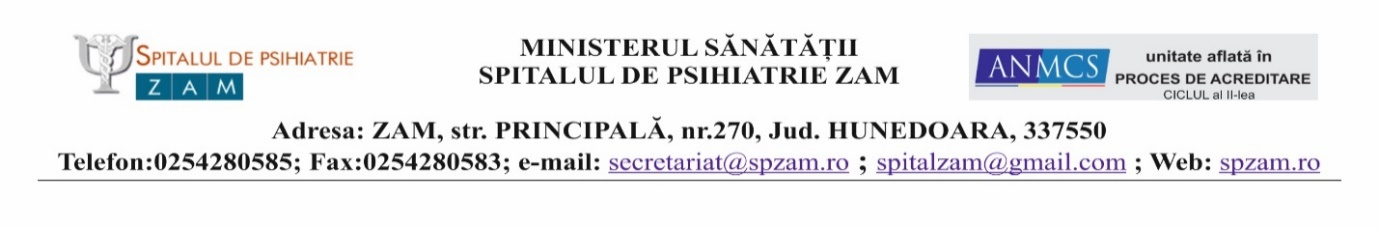 SPITALUL DE PSIHIATRIE
ZAM
MINISTERUL SĂNĂTĂȚII
SPITALUL DE PSIHIATRIE ZAM
ANMCS
unitate aflată în
PROCES DE ACREDITARE
CICLUL al II-lea
Adresa: ZAM, str. PRINCIPALĂ, nr.270, Jud. HUNEDOARA, 337550
Telefon:0254280585; Fax:0254280583; e-mail: secretariat@spzam.ro ; spitalzam@gmail.com ; Web: spzam.ro